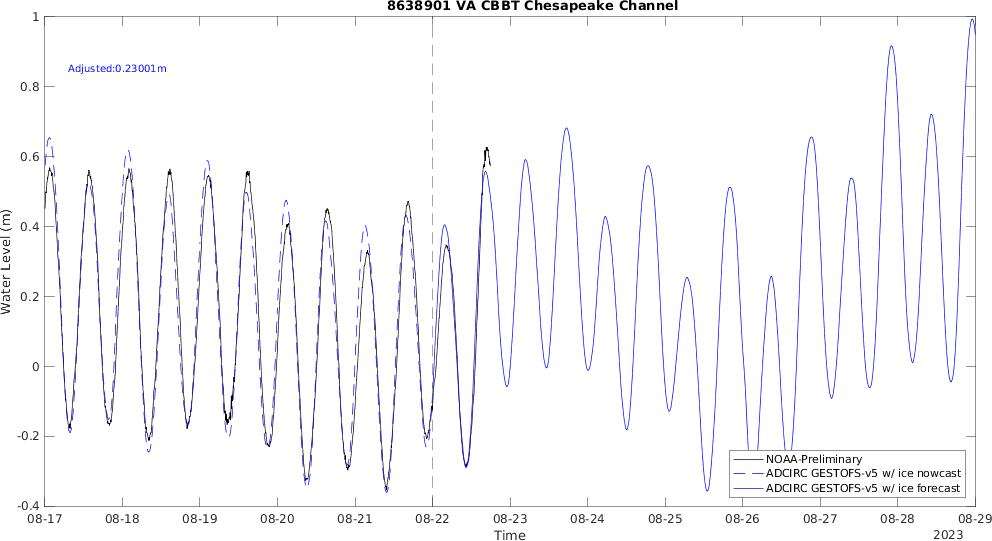 8638901 VA CBBT Chesapeake Channel
Adjusted:0.23001m
Water Level (m)
1
0.8
0.6
0.4
0.2
0
-0.2
-0.4
NOAA-Preliminary
ADCIRC GESTOFS-v5 w/ ice nowcast
ADCIRC GESTOFS-v5 w/ ice forecast
08-17 08-18 08-19 08-20 08-21 08-22 08-23 08-24 08-25 08-26 08-27 08-28 08-29
Time
2023